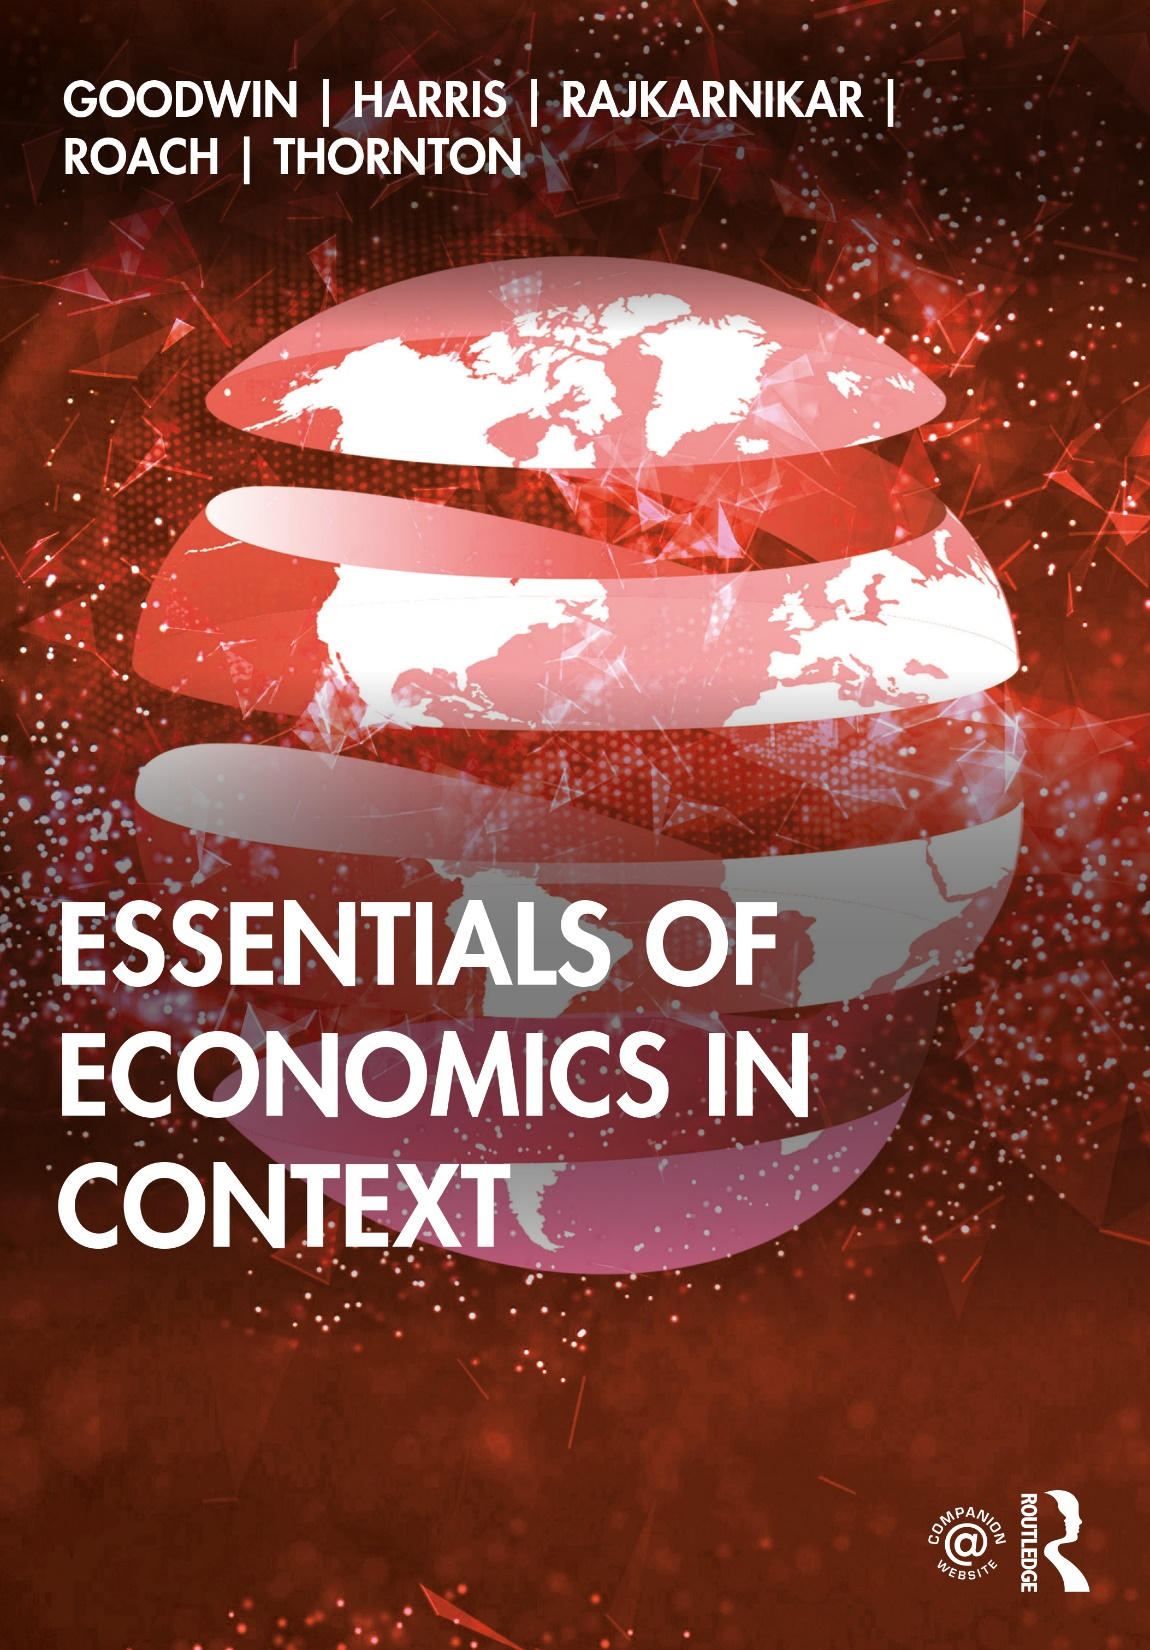 GOODWIN | HARRIS | RAJKARNIKAR |
ROACH | THORNTON
ESSENTIALS OF
ECONOMICS IN
CONTEXT
COMPANION
@
WEBSITE
ROUTLEDGE